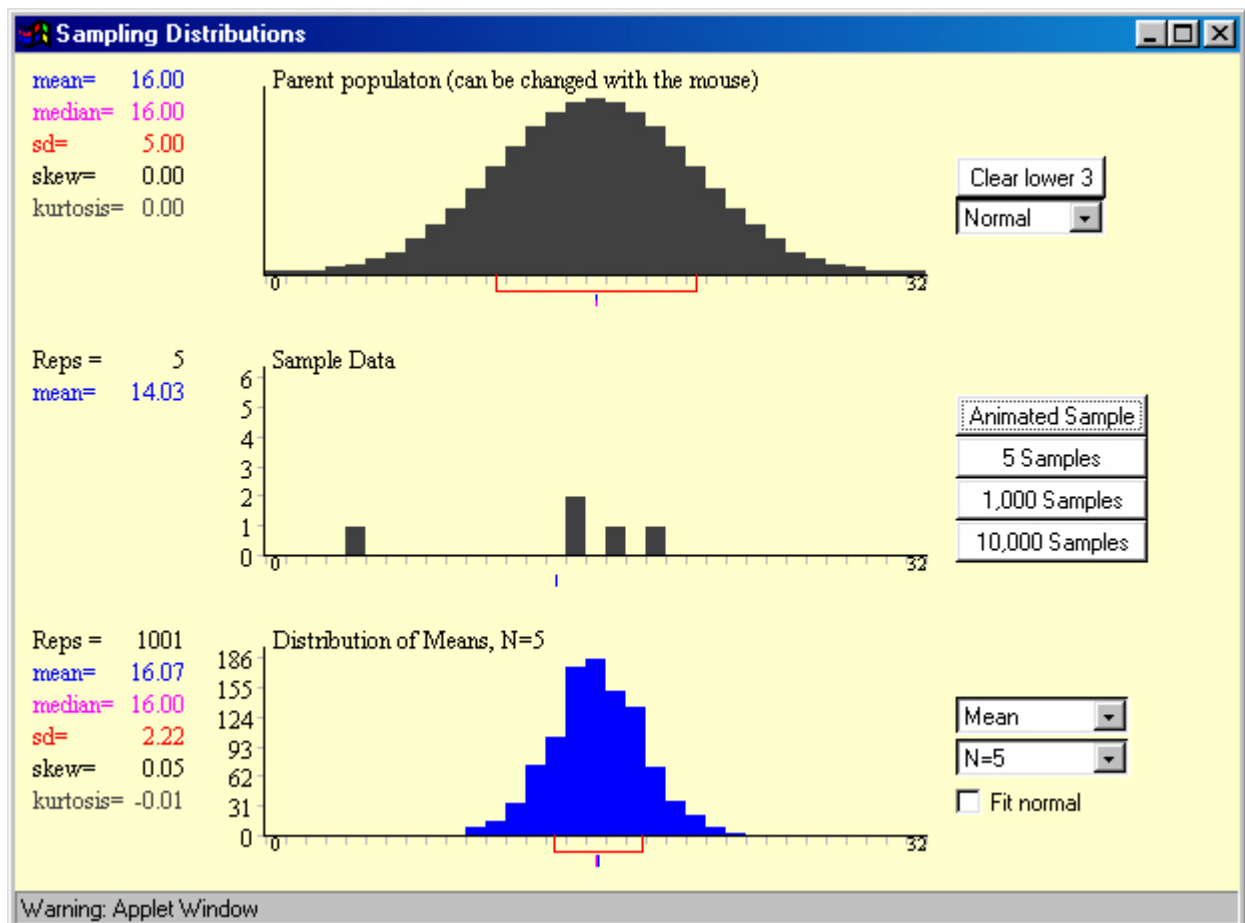 Sampling Distributions
mean= 16.00
median= 16.00
sd= 5.00
skew= 0.00
kurtosis= 0.00
Parent populaton (can be changed with the mouse)
0 32
Clear lower 3
Normal
Reps = 5
mean= 14.03
Sample Data
6
5
4
3
2
1
0
0 32
Animated Sample
5 Samples
1,000 Samples
10,000 Samples
Reps = 1001
mean= 16.07
median= 16.00
sd= 2.22
skew= 0.05
kurtosis= -0.01
Distribution of Means, N=5
186
155
124
93
62
31
0
0 32
Mean
N=5
Fit normal
Warning: Applet Window